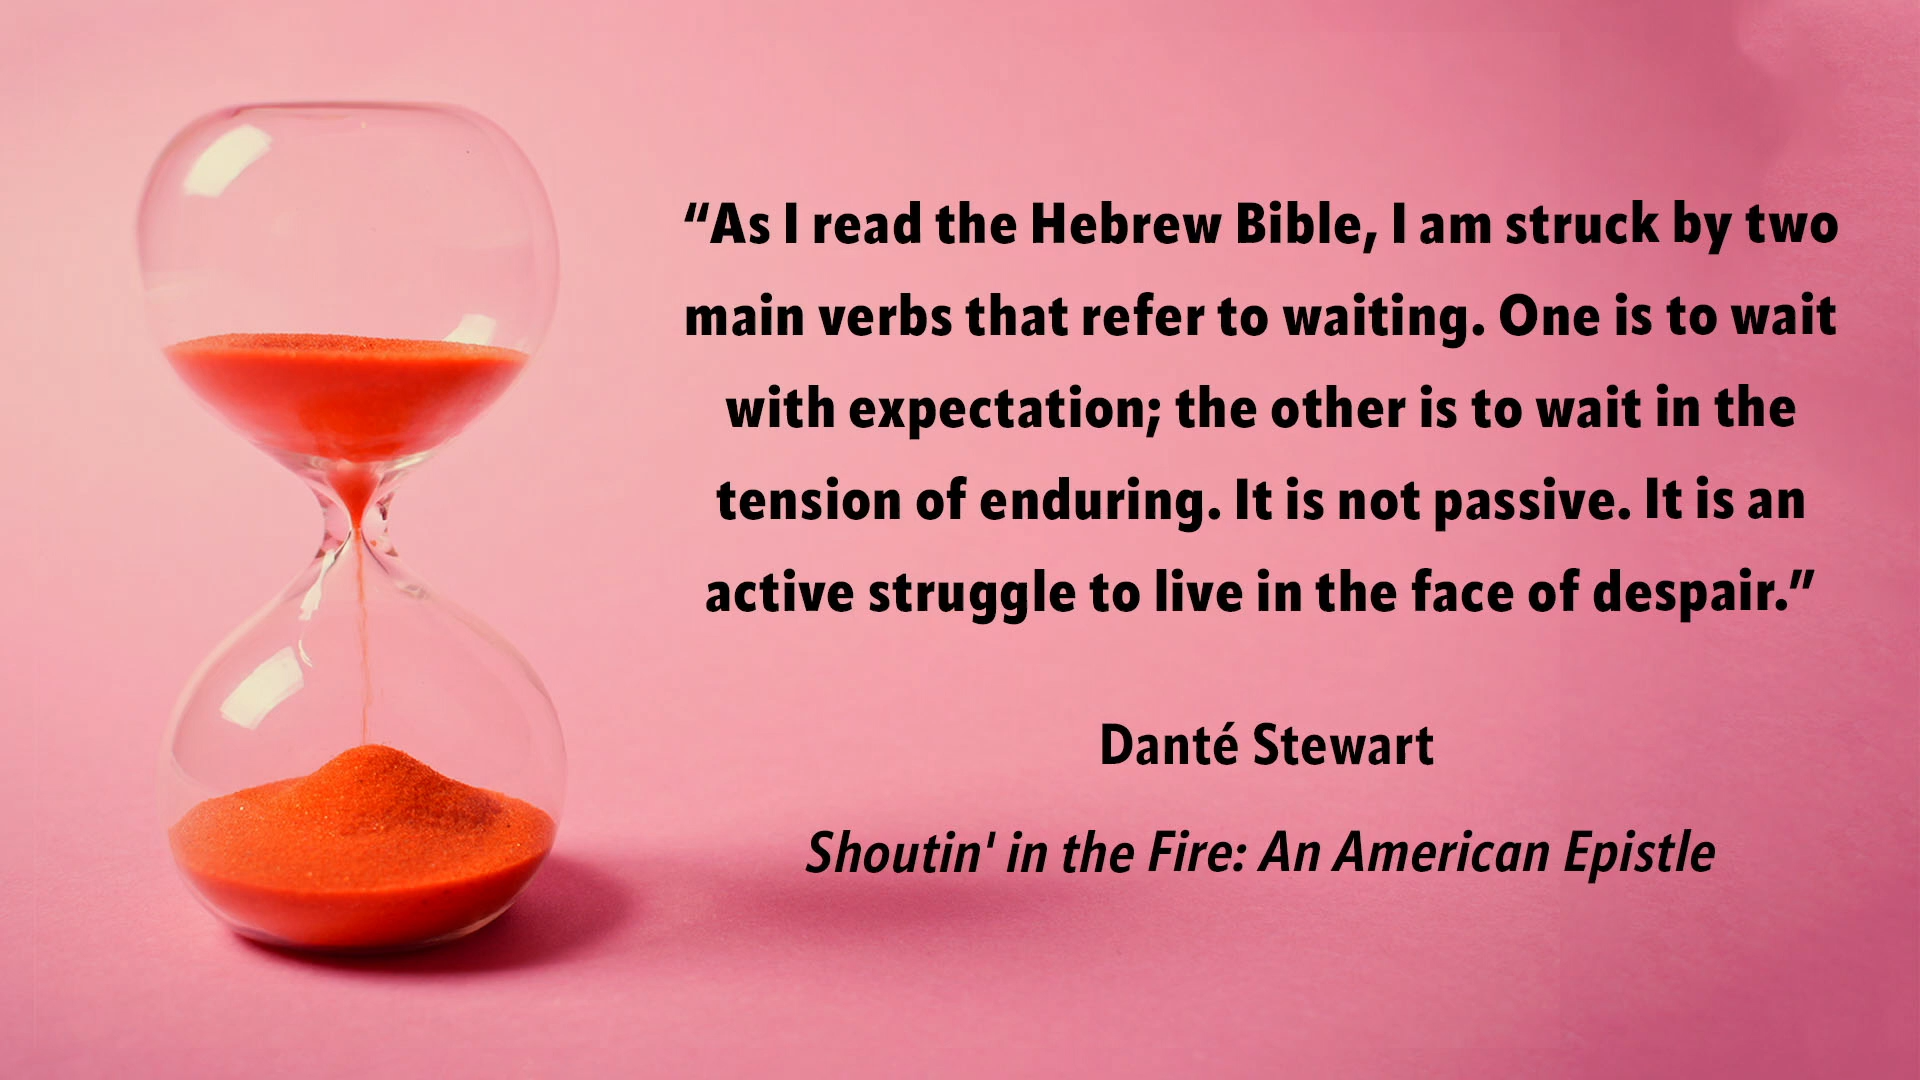 “As I read the Hebrew Bible, I am struck by two
main verbs that refer to waiting. One is to wait
with expectation; the other is to wait in the
tension of enduring. It is not passive. It is an
active struggle to live in the face of despair.”
Danté Stewart
Shoutin' in the Fire: An American Epistle